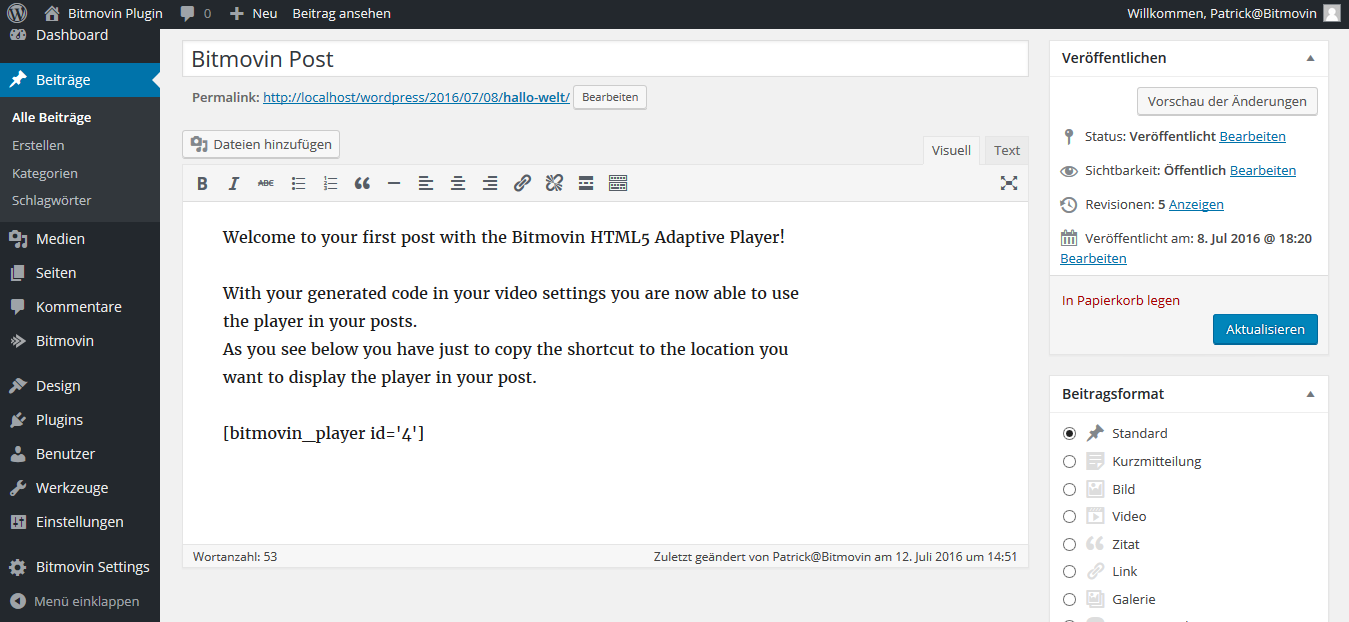 Bitmovin Plugin 0 Neu Beitrag ansehen Willkommen, Patrick@Bitmovin
Dashboard
Beiträge
Alle Beiträge
Erstellen
Kategorien
Schlagwörter
Medien
Seiten
Kommentare
Bitmovin
Design
Plugins
Benutzer
Werkzeuge
Einstellungen
Bitmovin Settings
Menü einklappen
Bitmovin Post
Permalink: http://localhost/wordpress/2016/07/08/hallo-welt/ Bearbeiten
Dateien hinzufügen
Visuell Text
B I ABC
Welcome to your first post with the Bitmovin HTML5 Adaptive Player!
With your generated code in your video settings you are now able to use
the player in your posts.
As you see below you have just to copy the shortcut to the location you
want to display the player in your post.
[bitmovin_player id='4']
Wortanzahl: 53 Zuletzt geändert von Patrick@Bitmovin am 12. Juli 2016 um 14:51
Veröffentlichen
Vorschau der Änderungen
Status: Veröffentlicht Bearbeiten
Sichtbarkeit: Öffentlich Bearbeiten
Revisionen: 5 Anzeigen
Veröffentlicht am: 8. Jul 2016 @ 18:20
Bearbeiten
In Papierkorb legen
Aktualisieren
Beitragsformat
Standard
Kurzmitteilung
Bild
Video
Zitat
Link
Galerie